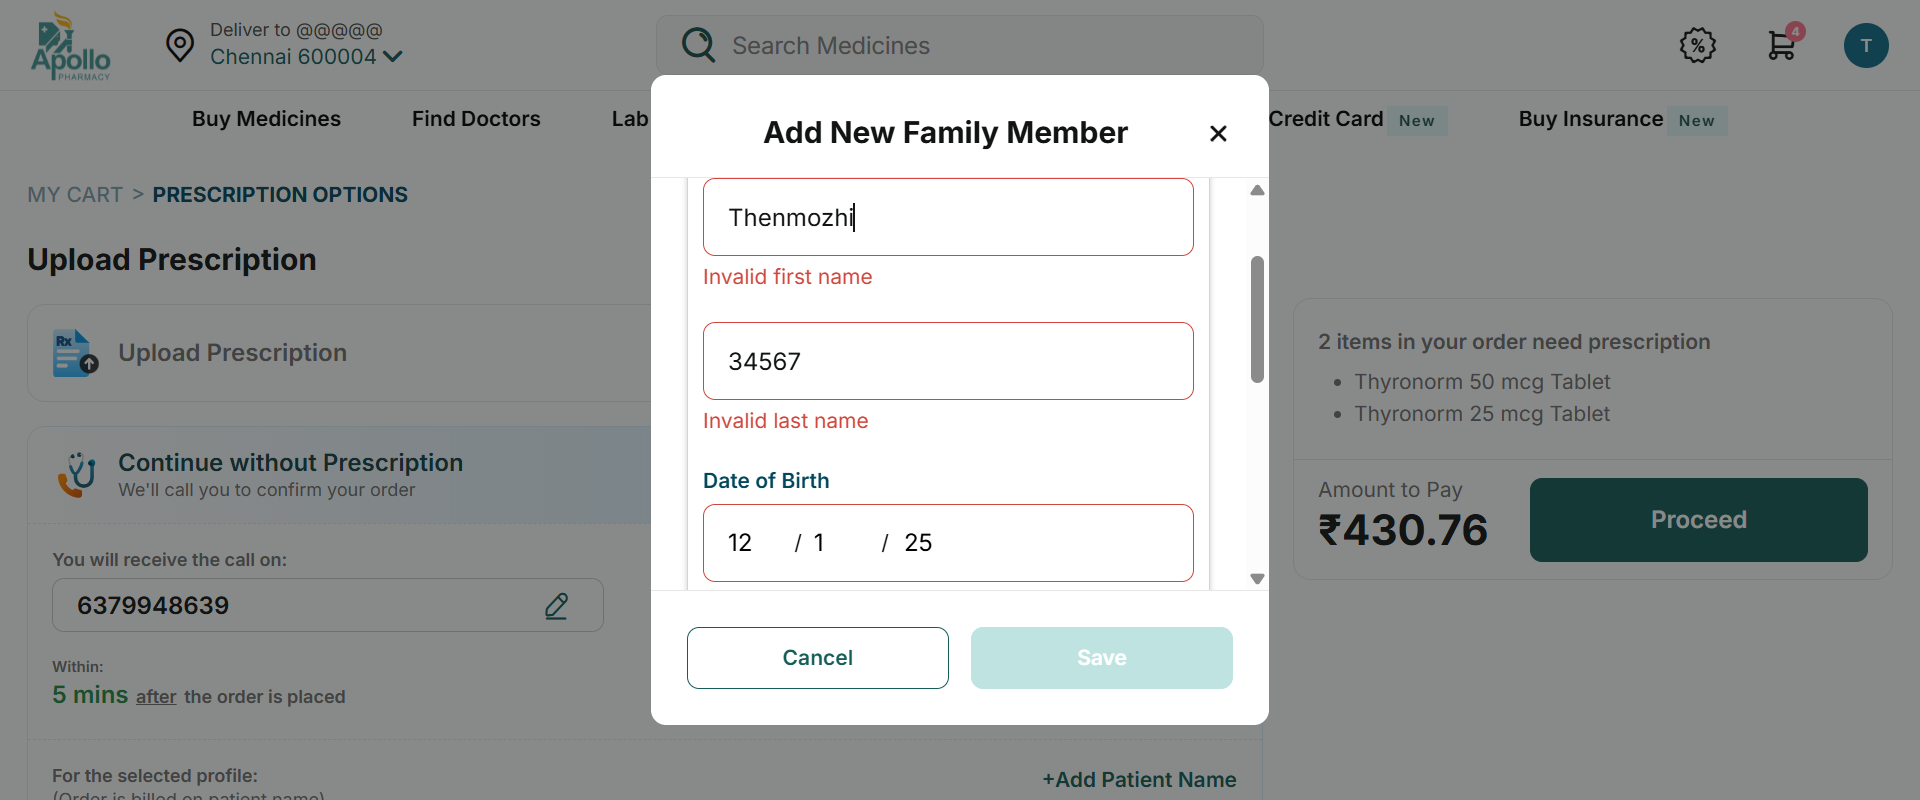 Apollo
PHARMACY
Deliver to @@@@@
Chennai 600004
Search Medicines
%
4
T
Buy Medicines
Find Doctors
Lab
Credit Card New
Buy Insurance New
MY CART > PRESCRIPTION OPTIONS
Upload Prescription
Rx
Upload Prescription
Continue without Prescription
We'll call you to confirm your order
You will receive the call on:
6379948639
Within:
5 mins after the order is placed
For the selected profile:
(Order is billed on patient name)
+Add Patient Name
Add New Family Member
Thenmozhi
Invalid first name
34567
Invalid last name
Date of Birth
12 / 1 / 25
Cancel
Save
2 items in your order need prescription
• Thyronorm 50 mcg Tablet
• Thyronorm 25 mcg Tablet
Amount to Pay
₹430.76
Proceed